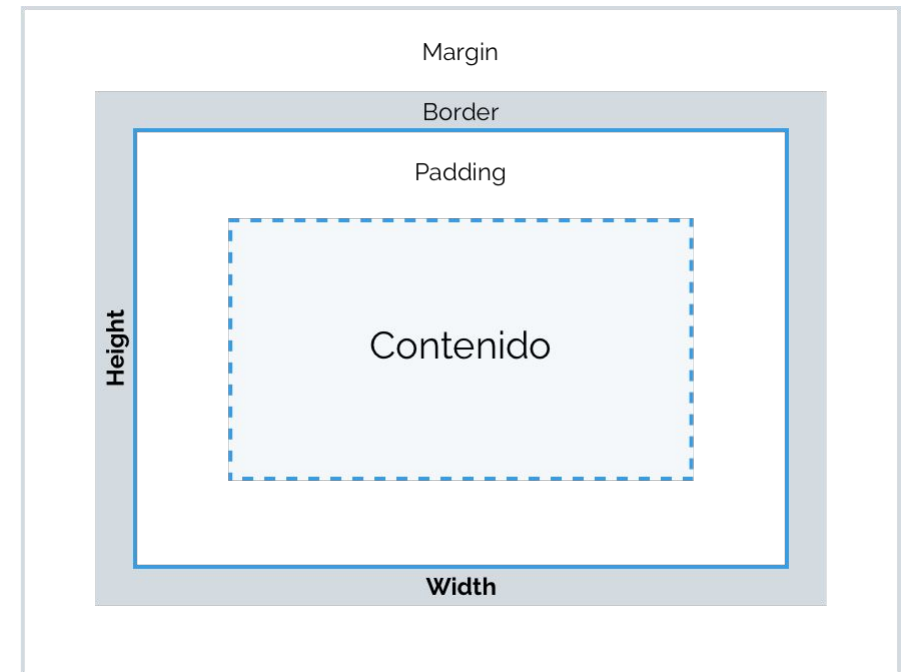 Margin
Border
Padding
Height
Contenido
Width